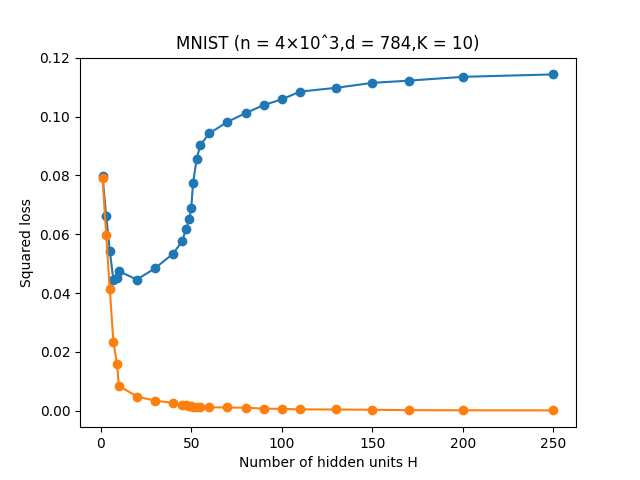 MNIST (n = 4×10ˆ3,d = 784,K = 10)
0.12
0.10
0.08
0.06
0.04
0.02
0.00
Squared loss
0 50 100 150 200 250
Number of hidden units H